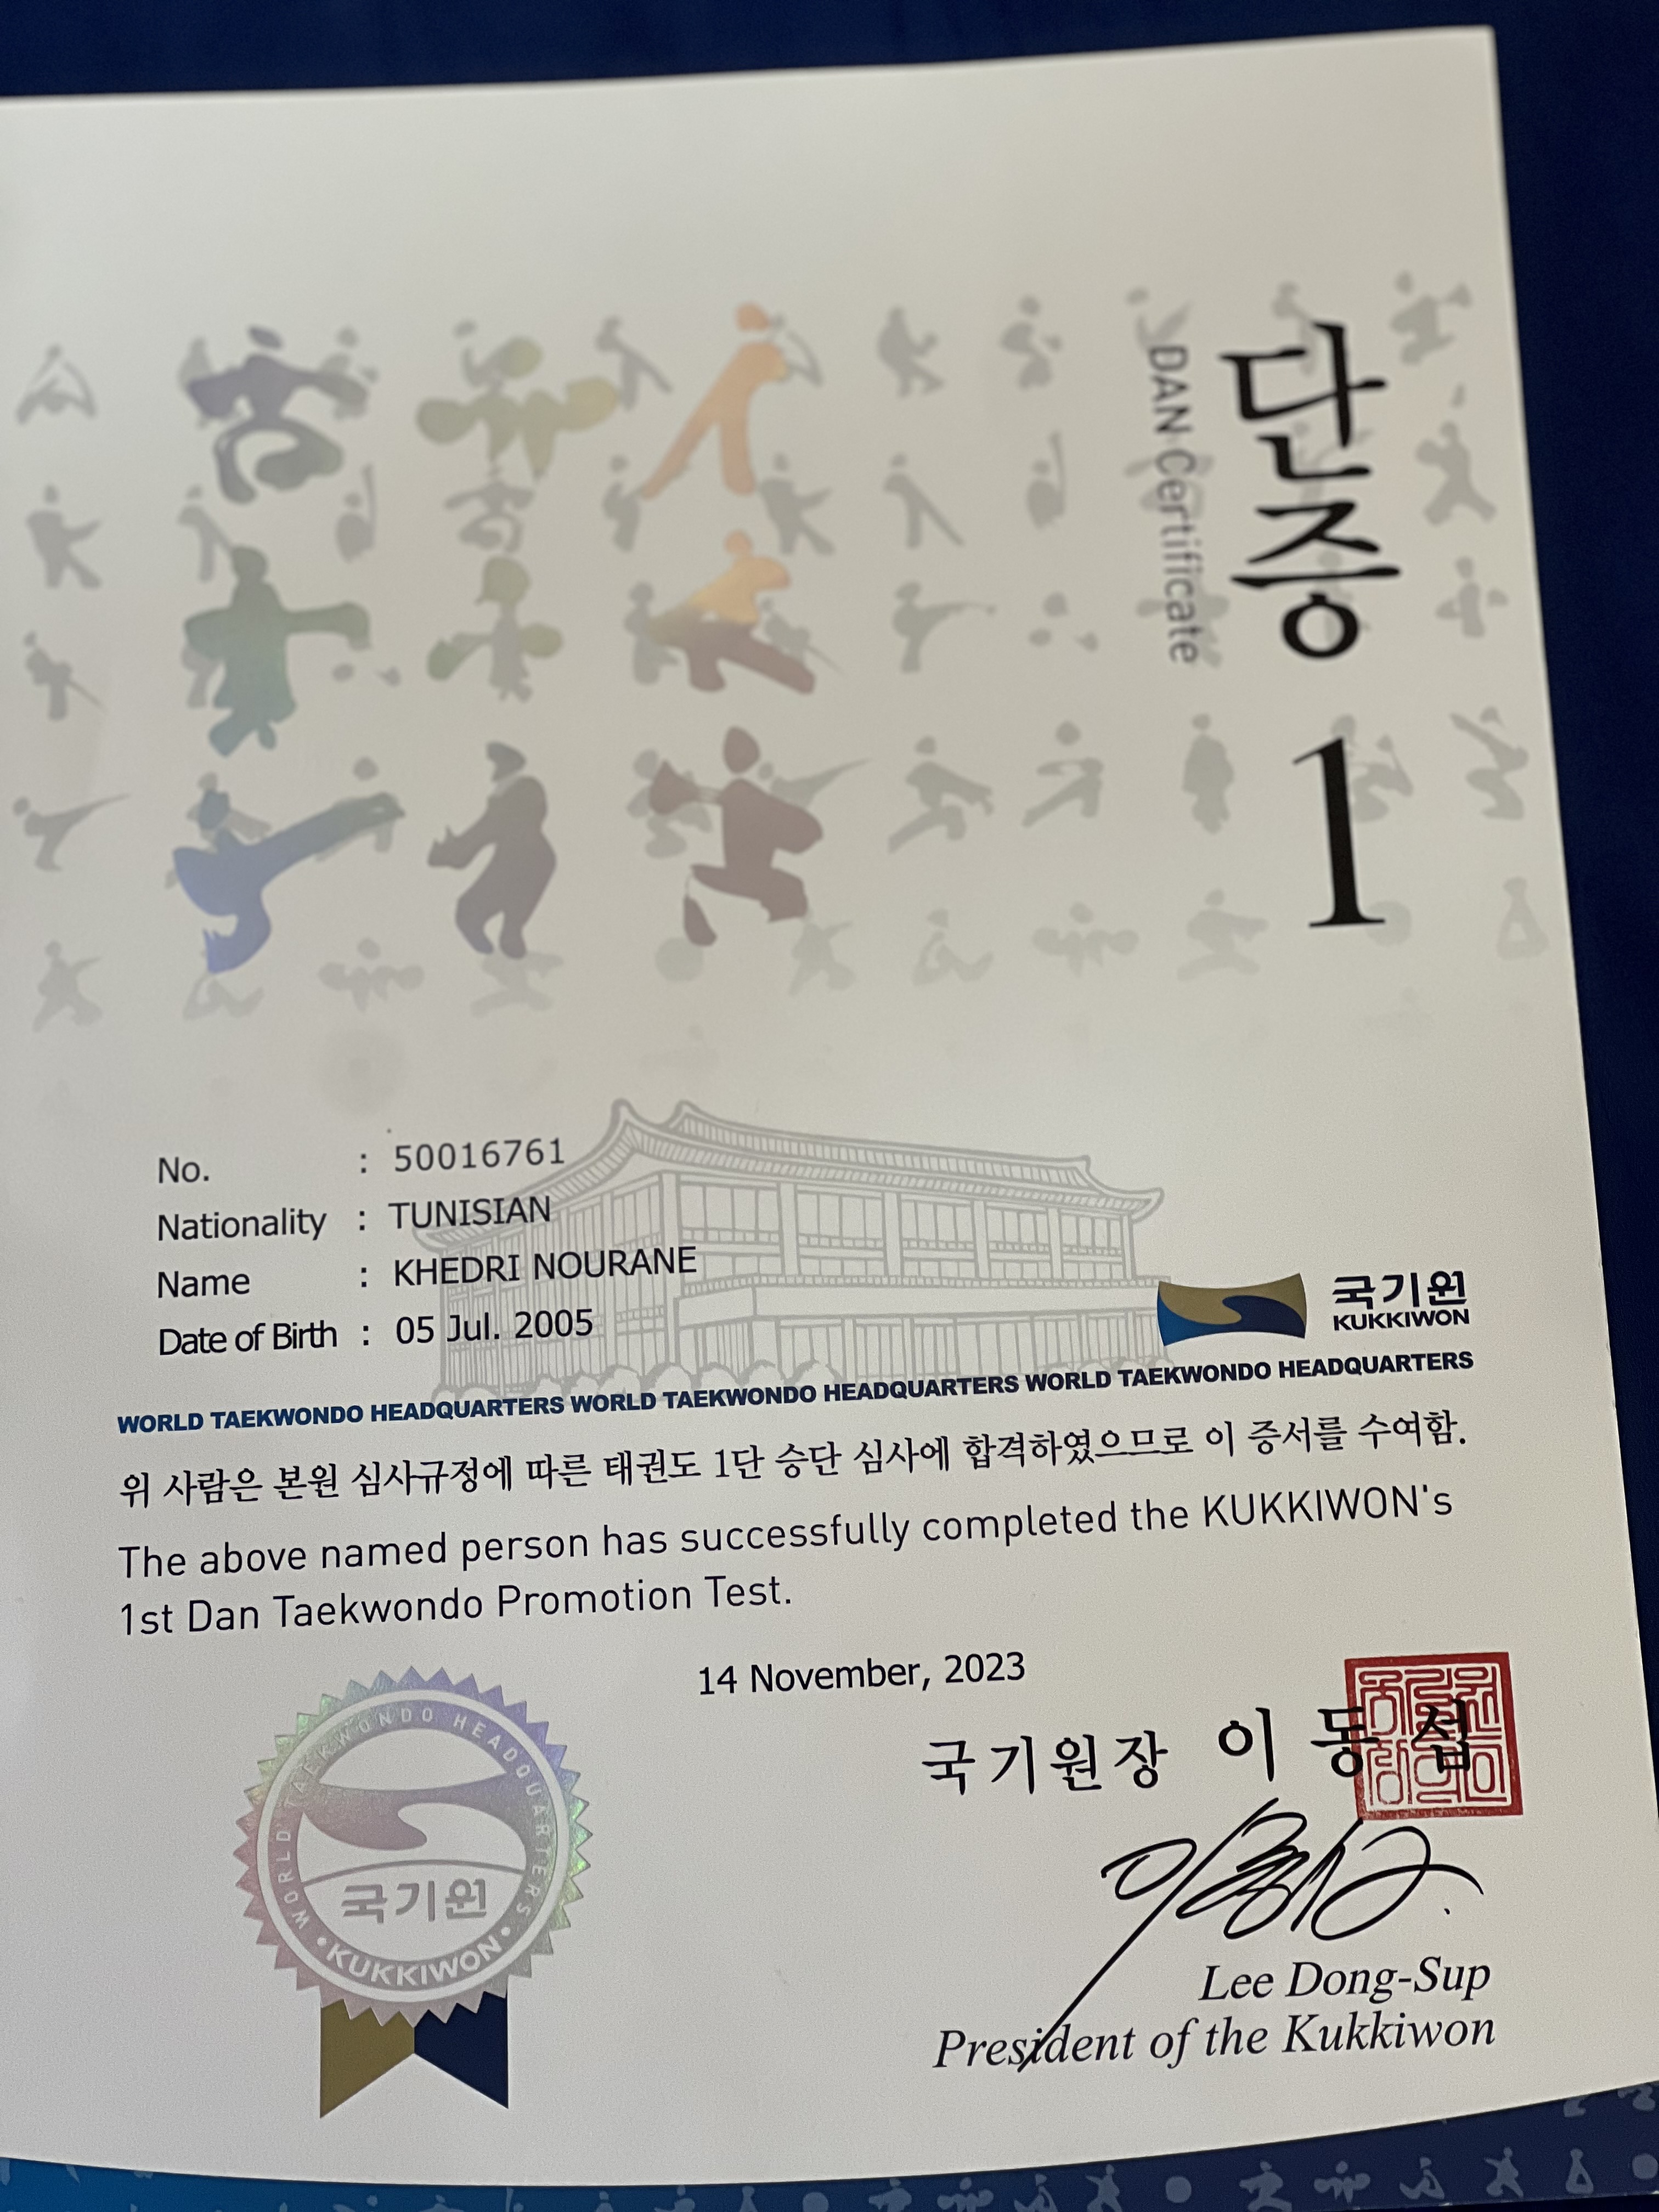 단증
DAN Certificate
1
No. : 50016761
Nationality : TUNISIAN
Name : KHEDRI NOURANE
Date of Birth : 05 Jul. 2005
국기원
KUKKIWON
WORLD TAEKWONDO HEADQUARTERS WORLD TAEKWONDO HEADQUARTERS WORLD TAEKWONDO HEADQUARTERS
위 사람은 본원 심사규정에 따른 태권도 1단 승단 심사에 합격하였으므로 이 증서를 수여함.
The above named person has successfully completed the KUKKIWON's
1st Dan Taekwondo Promotion Test.
14 November, 2023
국기원장 이동섭
Lee Dong-Sup
President of the Kukkiwon
WORLD TAEKWONDO HEADQUARTERS
국기원
• KUKKIWON •